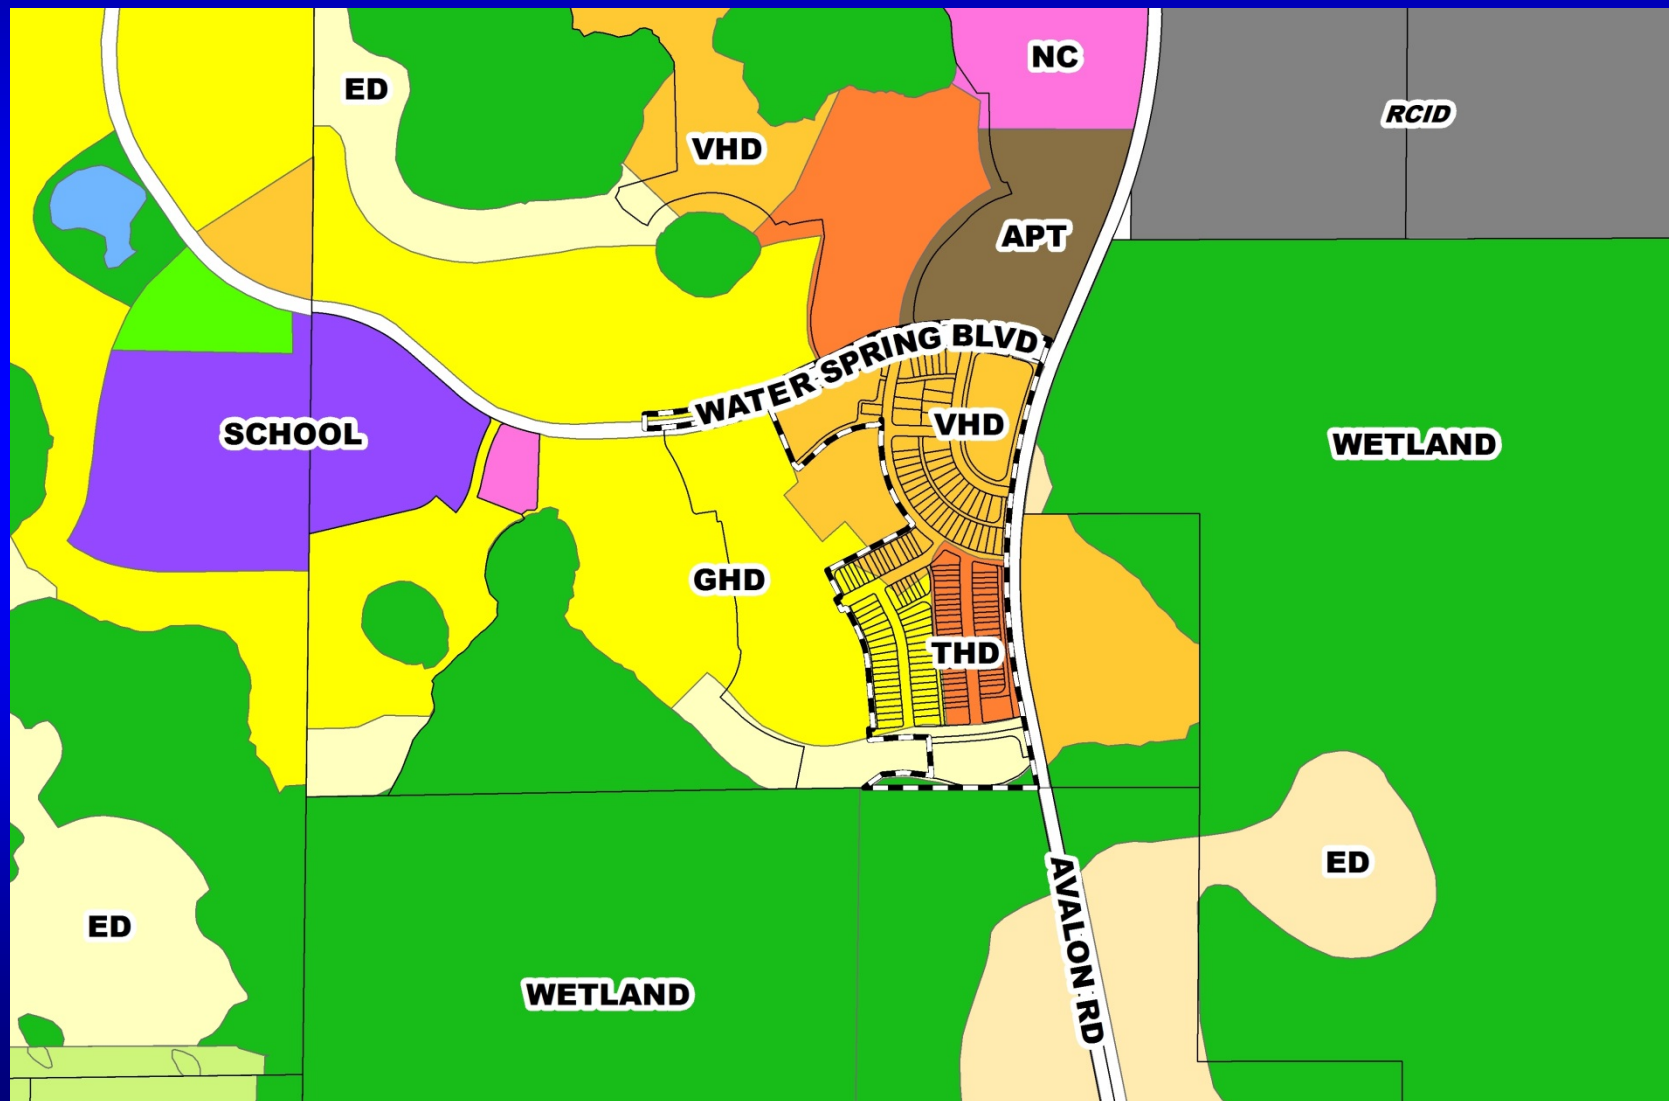 NC
ED
RCID
VHD
APT
WATER SPRING BLVD
VHD
SCHOOL
WETLAND
GHD
THD
ED
AVALON RD
ED
WETLAND